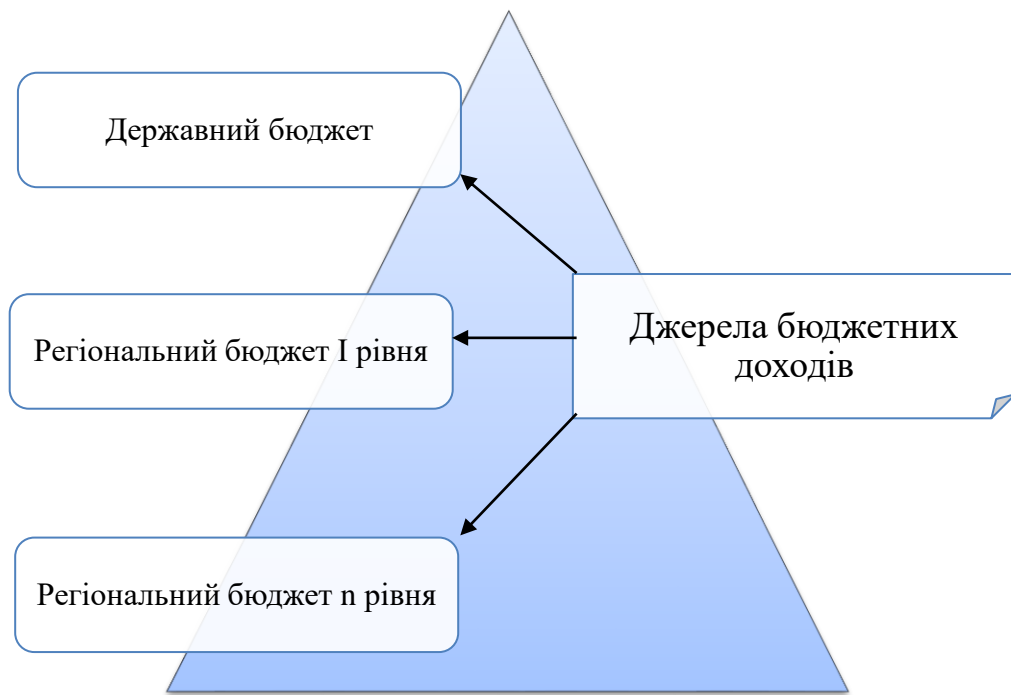 Державний бюджет
Регіональний бюджет І рівня
Джерела бюджетних
доходів
Регіональний бюджет n рівня